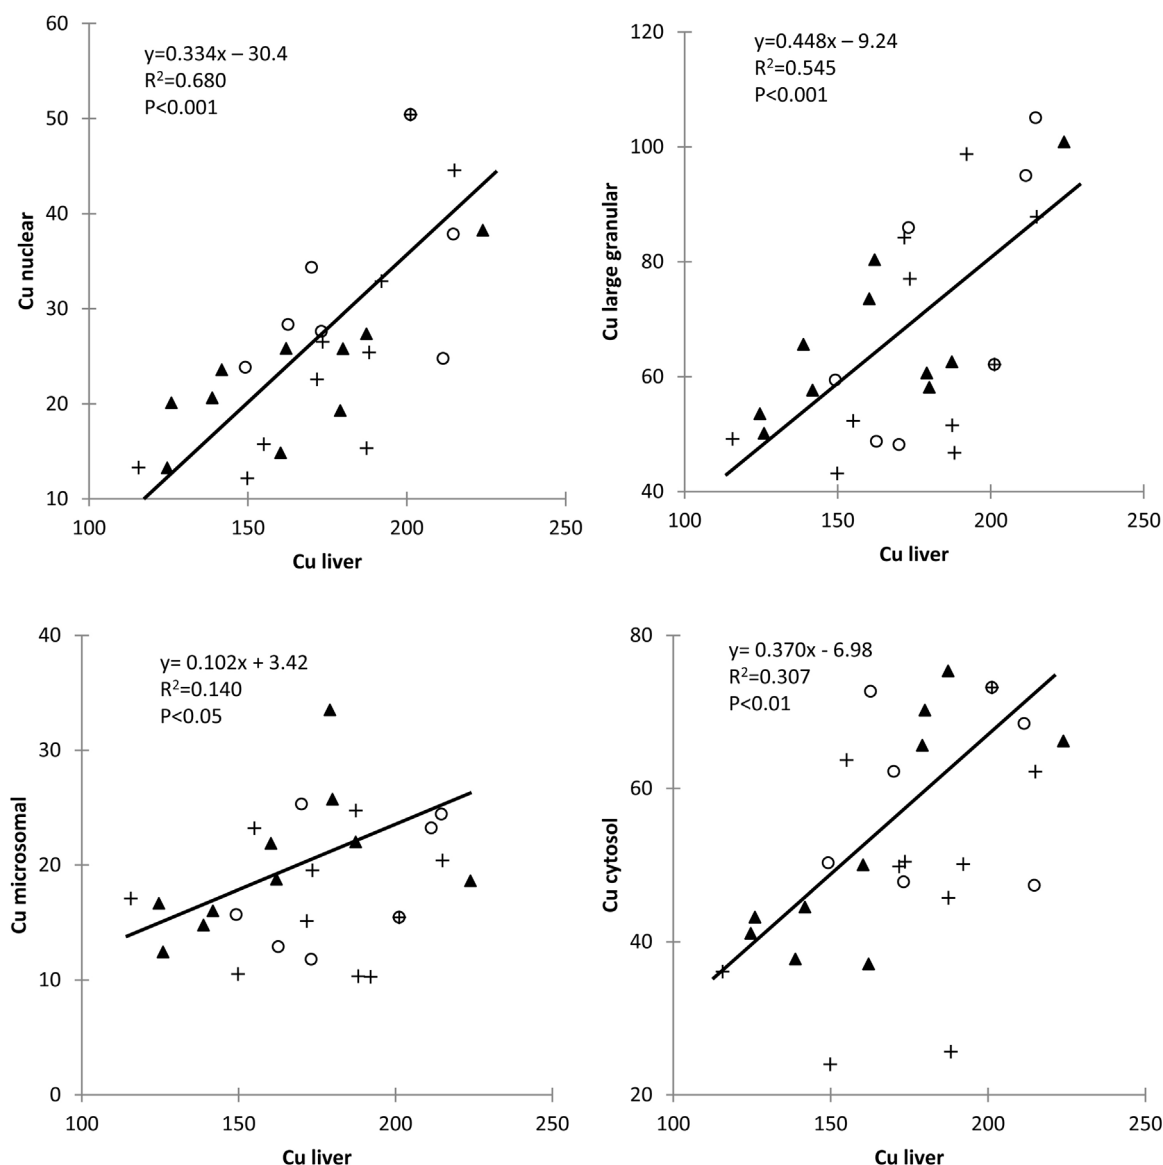 60
50
40
30
20
10
Cu nuclear
y=0.334x – 30.4
R²=0.680
P<0.001
100
150
200
250
Cu liver
120
100
80
60
40
Cu large granular
y=0.448x – 9.24
R²=0.545
P<0.001
100
150
200
250
Cu liver
40
30
20
10
0
Cu microsomal
y= 0.102x + 3.42
R²=0.140
P<0.05
100
150
200
250
Cu liver
80
60
40
20
Cu cytosol
y= 0.370x - 6.98
R²=0.307
P<0.01
100
150
200
250
Cu liver